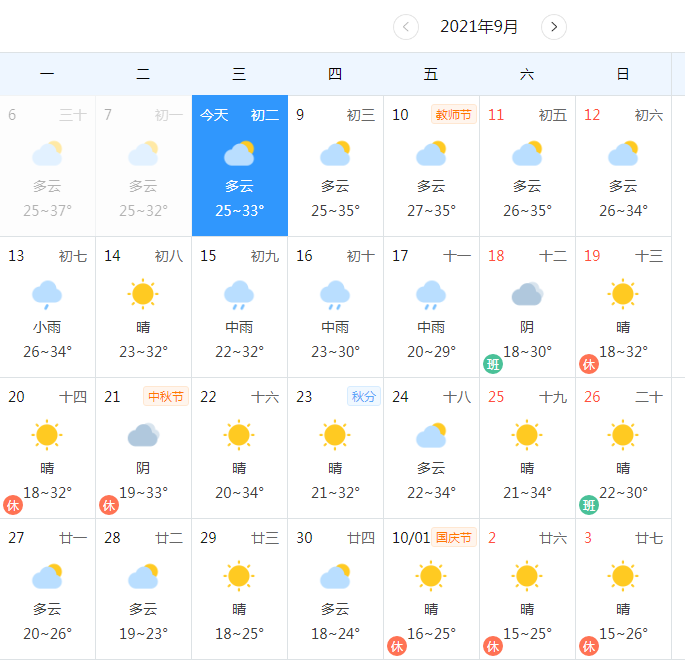 2021年9月
一 二 三 四 五 六 日
6 三十 7 初一 今天 初二 9 初三 10 教师节 11 初五 12 初六
多云 多云 多云 多云 多云 多云 多云
25~37° 25~32° 25~33° 25~35° 27~35° 26~35° 26~34°
13 初七 14 初八 15 初九 16 初十 17 十一 18 十二 19 十三
小雨 晴 中雨 中雨 中雨 阴 晴
26~34° 23~32° 22~32° 23~30° 20~29° 班 18~30° 休 18~32°
20 十四 21 中秋节 22 十六 23 秋分 24 十八 25 十九 26 二十
晴 阴 晴 晴 多云 晴 晴
休 18~32° 休 19~33° 20~34° 21~32° 22~34° 21~34° 班 22~30°
27 廿一 28 廿二 29 廿三 30 廿四 10/01 国庆节 2 廿六 3 廿七
多云 多云 晴 多云 晴 晴 晴
20~26° 19~23° 18~25° 18~24° 休 16~25° 休 15~25° 休 15~26°